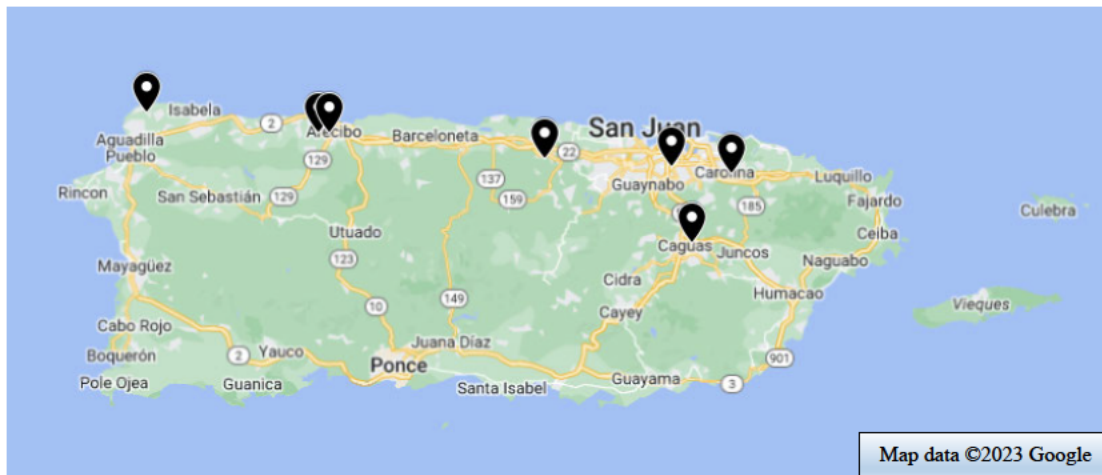 San Juan
Isabela
2
Arecibo
Barceloneta
22
Aguadilla
Pueblo
129
137
Guaynabo
Carolina
Luquillo
Rincon
San Sebastián
129
159
185
Fajardo
Culebra
Utuado
Caguas
Juncos
Ceiba
Mayagüez
123
Cidra
Naguabo
Humacao
Vieques
149
10
Cayey
Cabo Rojo
Juana Díaz
Boquerón
2
Yauco
Ponce
901
Pole Ojea
Guanica
Santa Isabel
Guayama
3
Map data ©2023 Google